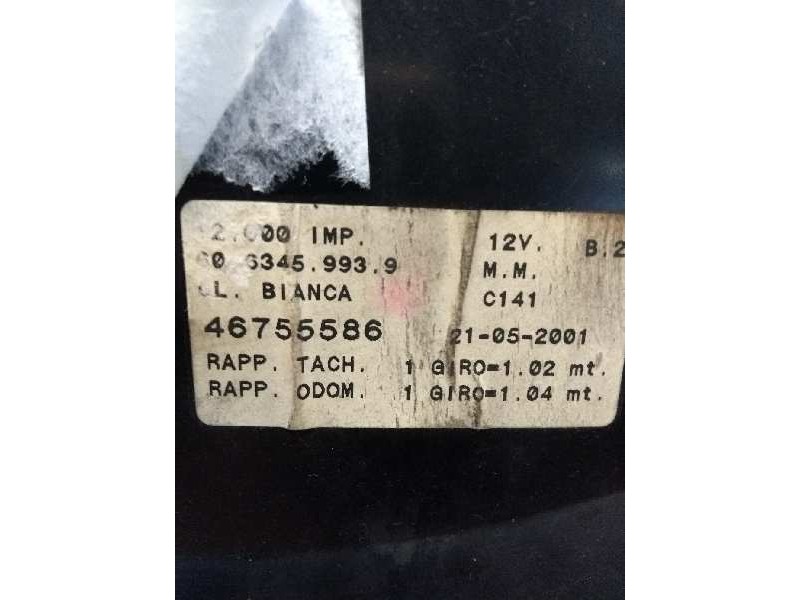 2.000 IMP. 12V. B.2
60.6345.993.9 M.M.
L. BIANCA C141
46755586 21-05-2001
RAPP. TACH. 1 GIRO=1.02 mt.
RAPP. ODOM. 1 GIRO=1.04 mt.